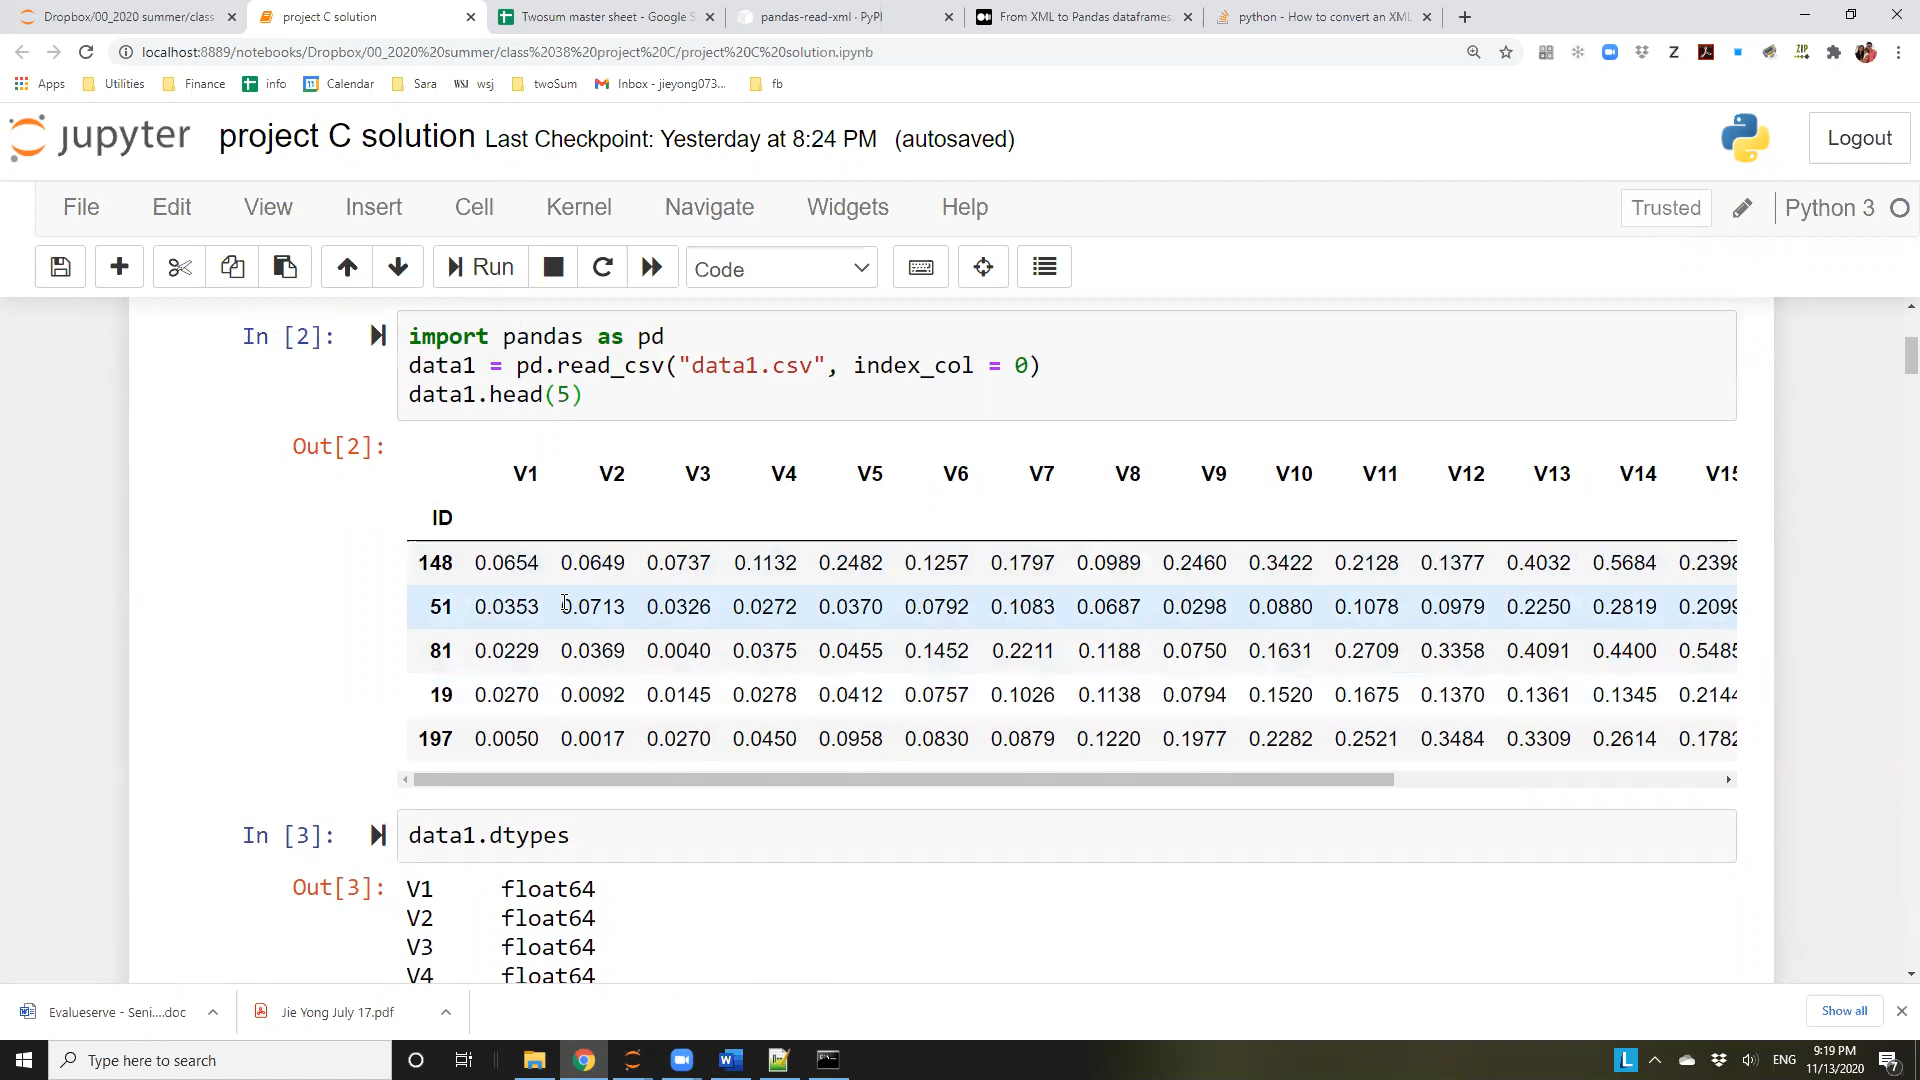 Dropbox/00_2020 summer/class
project C solution
Twosum master sheet - Google S
pandas-read-xml · PyPI
From XML to Pandas dataframes
python - How to convert an XML
localhost:8889/notebooks/Dropbox/00_2020%20summer/class%2038%20project%20C/project%20C%20solution.ipynb
Apps Utilities Finance info Calendar Sara WSJ wsj twoSum Inbox - jieyong073... fb
jupyter project C solution Last Checkpoint: Yesterday at 8:24 PM (autosaved) Logout
File Edit View Insert Cell Kernel Navigate Widgets Help Trusted Python 3
Run Code
In [2]: import pandas as pd
data1 = pd.read_csv("data1.csv", index_col = 0)
data1.head(5)
Out[2]:
V1 V2 V3 V4 V5 V6 V7 V8 V9 V10 V11 V12 V13 V14 V15
ID
148 0.0654 0.0649 0.0737 0.1132 0.2482 0.1257 0.1797 0.0989 0.2460 0.3422 0.2128 0.1377 0.4032 0.5684 0.2398
51 0.0353 0.0713 0.0326 0.0272 0.0370 0.0792 0.1083 0.0687 0.0298 0.0880 0.1078 0.0979 0.2250 0.2819 0.2099
81 0.0229 0.0369 0.0040 0.0375 0.0455 0.1452 0.2211 0.1188 0.0750 0.1631 0.2709 0.3358 0.4091 0.4400 0.5485
19 0.0270 0.0092 0.0145 0.0278 0.0412 0.0757 0.1026 0.1138 0.0794 0.1520 0.1675 0.1370 0.1361 0.1345 0.2144
197 0.0050 0.0017 0.0270 0.0450 0.0958 0.0830 0.0879 0.1220 0.1977 0.2282 0.2521 0.3484 0.3309 0.2614 0.1782
In [3]: data1.dtypes
Out[3]: V1 float64
V2 float64
V3 float64
V4 float64
Evalueserve - Seni....doc
Jie Yong July 17.pdf
Show all
Type here to search
ENG
9:19 PM
11/13/2020